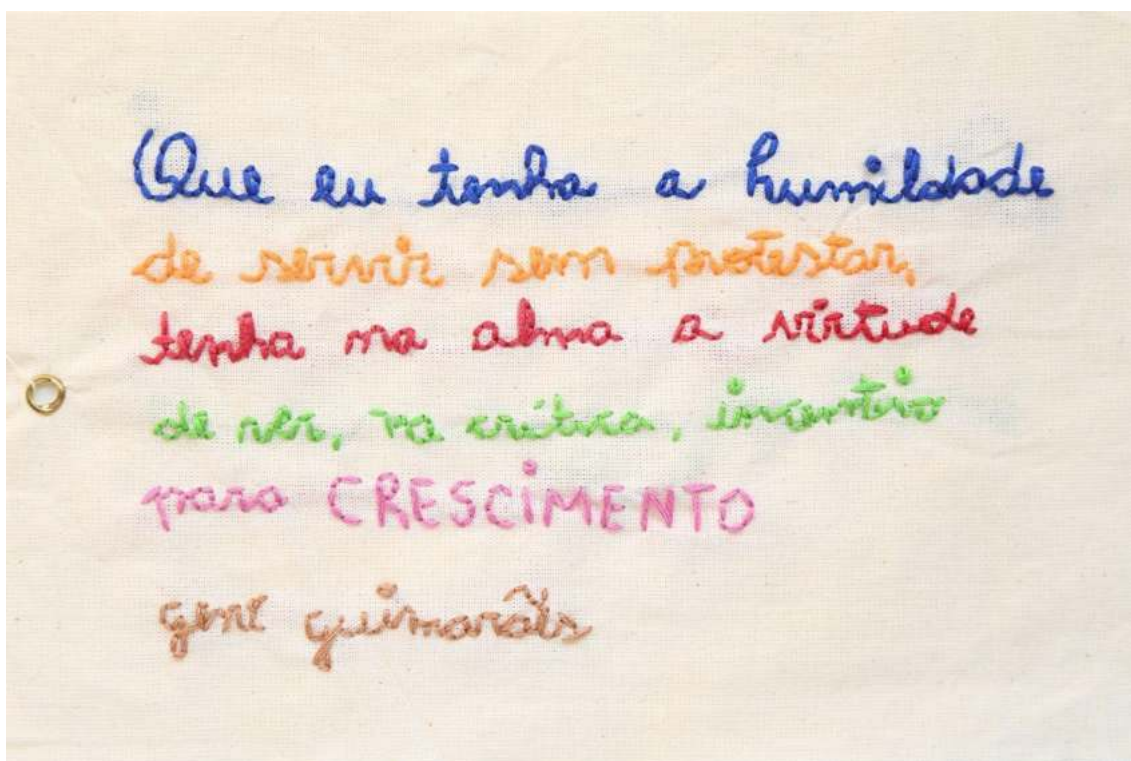 Que eu tenha a humildade
de servir sem protestar,
tenha na alma a virtude
de ver, na crítica, incentivo
para CRESCIMENTO
gene guimarães